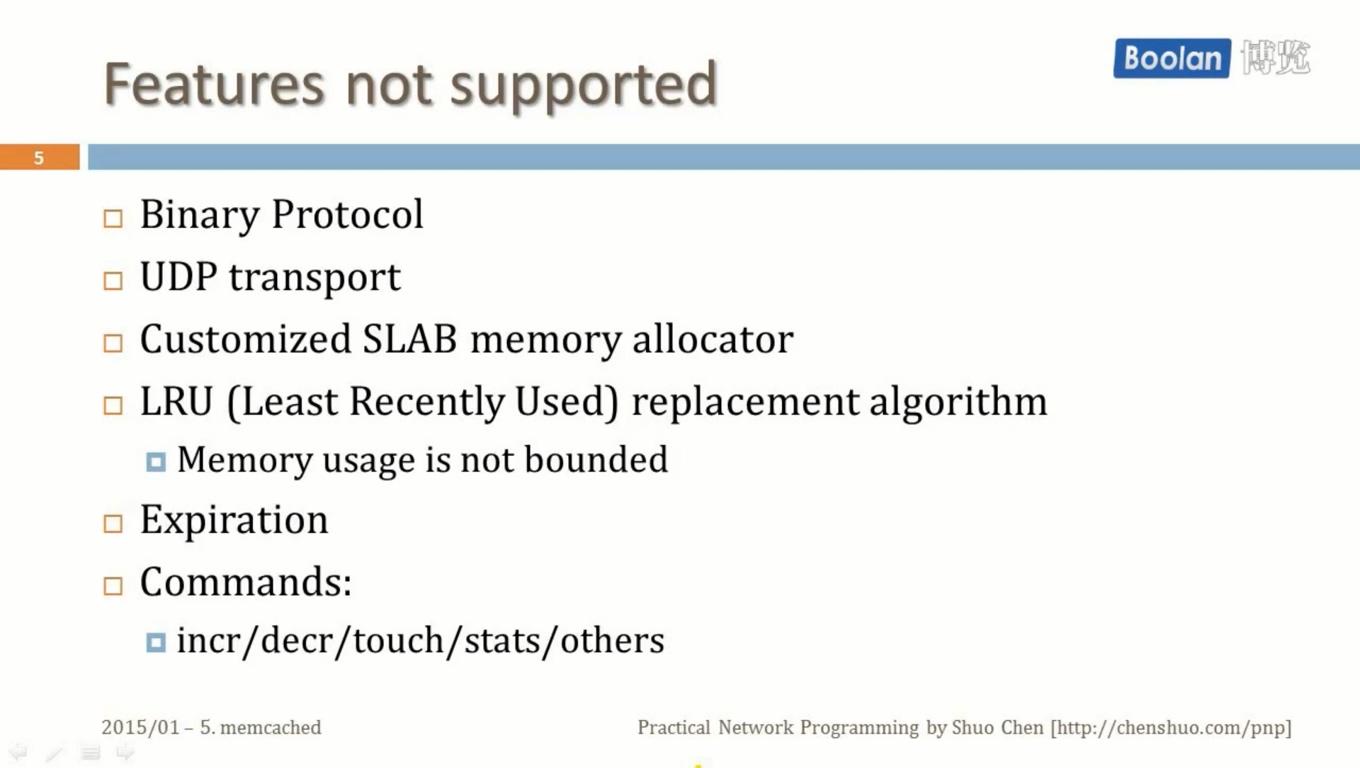 Features not supported
Boolan 博览
5
Binary Protocol
UDP transport
Customized SLAB memory allocator
LRU (Least Recently Used) replacement algorithm
Memory usage is not bounded
Expiration
Commands:
incr/decr/touch/stats/others
2015/01 – 5. memcached
Practical Network Programming by Shuo Chen [http://chenshuo.com/pnp]